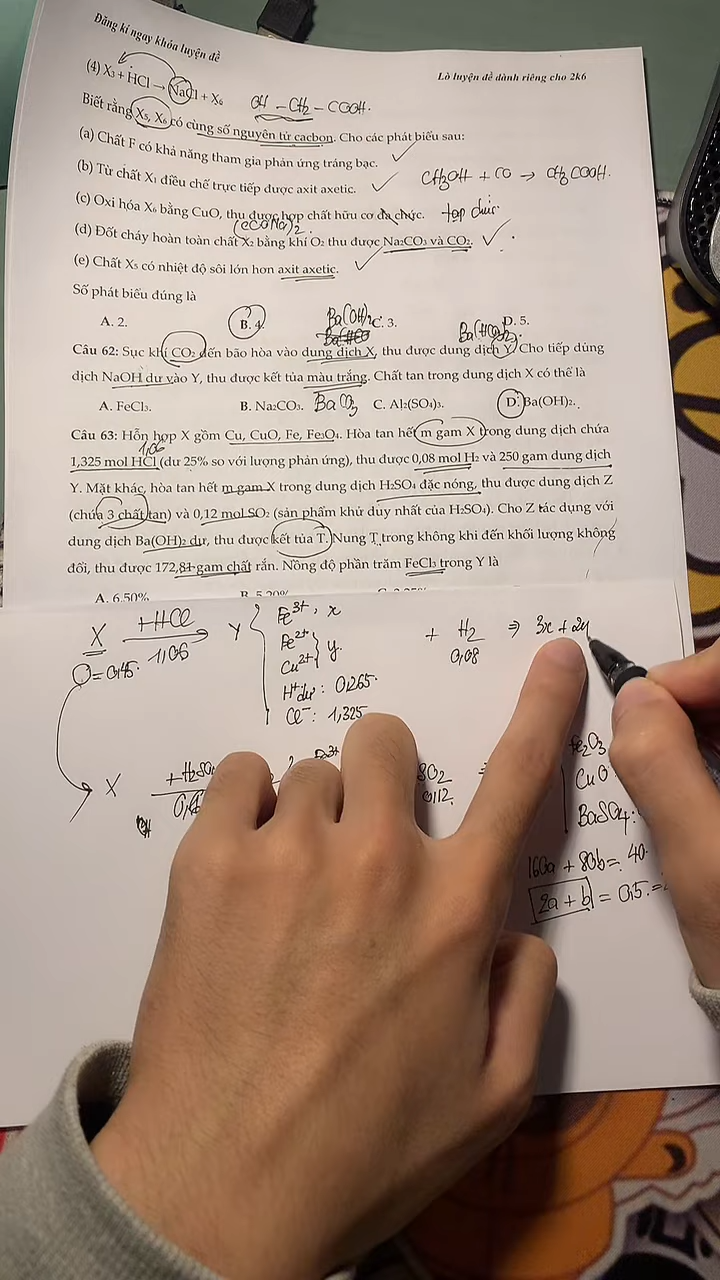 Đăng kí ngay khóa luyện đề
Lò luyện đề dành riêng cho 2k6
(4) X₃ + HCl → NaCl + X₆
OH - CH₂ - COOH.
Biết rằng X₅, X₆ có cùng số nguyên tử cacbon. Cho các phát biểu sau:
(a) Chất F có khả năng tham gia phản ứng tráng bạc.
CH₃OH + CO → CH₃COOH.
(b) Từ chất X₁ điều chế trực tiếp được axit axetic.
(c) Oxi hóa X₆ bằng CuO, thu được hợp chất hữu cơ đa chức.
tạp chức.
(COONa)₂.
(d) Đốt cháy hoàn toàn chất X₂ bằng khí O₂ thu được Na₂CO₃ và CO₂.
(e) Chất X₅ có nhiệt độ sôi lớn hơn axit axetic.
Số phát biểu đúng là
Ba(OH)₂
A. 2. B. 4. C. 3. D. 5.
Câu 62: Sục khí CO₂ đến bão hòa vào dung dịch X, thu được dung dịch Y. Cho tiếp dung
dịch NaOH dư vào Y, thu được kết tủa màu trắng. Chất tan trong dung dịch X có thể là
A. FeCl₃. B. Na₂CO₃. BaCO₃ C. Al₂(SO₄)₃. D. Ba(OH)₂.
Câu 63: Hỗn hợp X gồm Cu, CuO, Fe, Fe₃O₄. Hòa tan hết m gam X trong dung dịch chứa
1,06
1,325 mol HCl (dư 25% so với lượng phản ứng), thu được 0,08 mol H₂ và 250 gam dung dịch
Y. Mặt khác, hòa tan hết m gam X trong dung dịch H₂SO₄ đặc nóng, thu được dung dịch Z
(chứa 3 chất tan) và 0,12 mol SO₂ (sản phẩm khử duy nhất của H₂SO₄). Cho Z tác dụng với
dung dịch Ba(OH)₂ dư, thu được kết tủa T. Nung T trong không khí đến khối lượng không
đổi, thu được 172,81 gam chất rắn. Nồng độ phần trăm FeCl₃ trong Y là
A. 6.50%. B. 5.20%.
X +HCl 1,06 Y
Fe³⁺: x
Fe²⁺
Cu²⁺ } y.
H⁺dư: 0,265.
Cl⁻: 1,325
+ H₂ 0,08 ⇒ 3x + 2y
O = 0,45.
X
SO₂
0,12.
Fe₂O₃
CuO
BaSO₄:
160a + 80b = 40.
2a + b = 0,5.